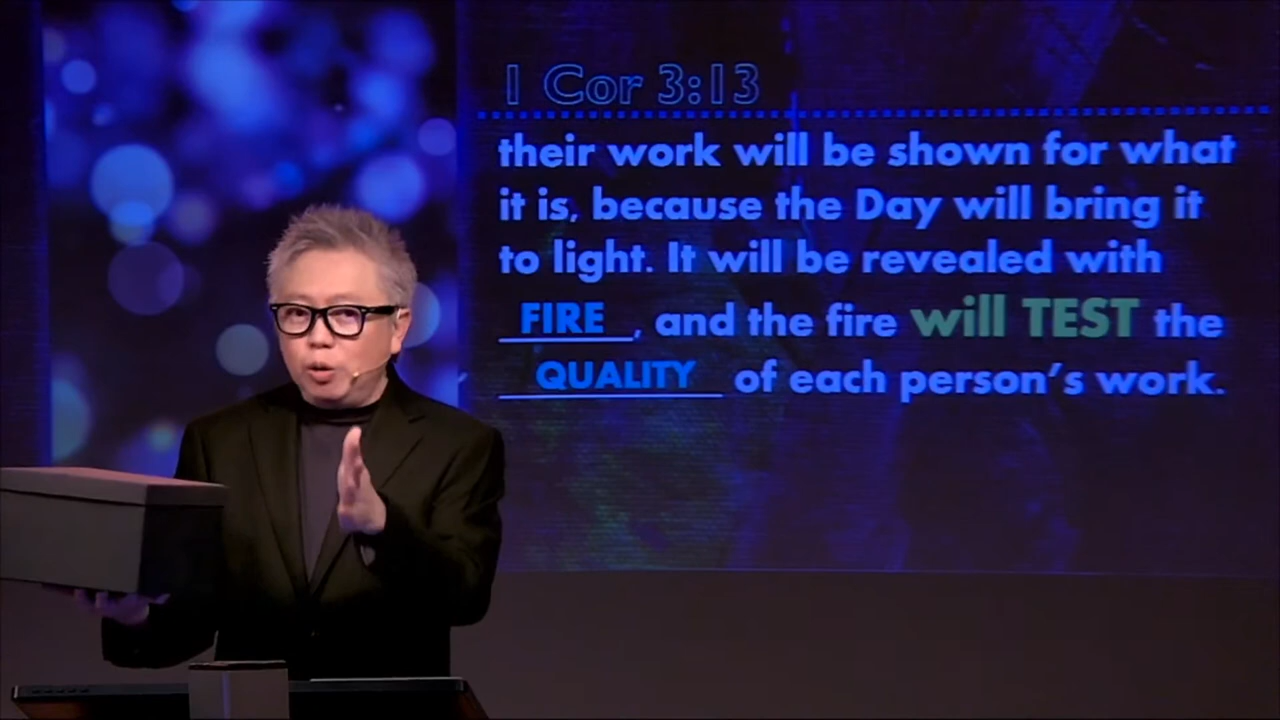 1 Cor 3:13
their work will be shown for what
it is, because the Day will bring it
to light. It will be revealed with
FIRE, and the fire will TEST the
QUALITY of each person's work.